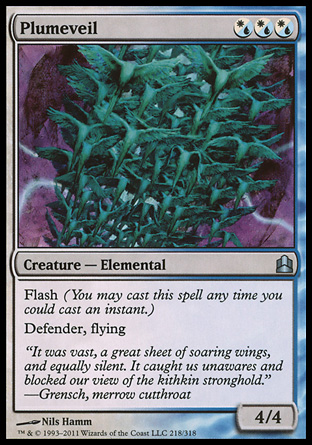 Plumeveil
Creature — Elemental
Flash (You may cast this spell any time you
could cast an instant.)
Defender, flying
“It was vast, a great sheet of soaring wings,
and equally silent. It caught us unawares and
blocked our view of the kithkin stronghold.”
—Grensch, merrow cutthroat
Nils Hamm
4/4
™ & © 1993–2011 Wizards of the Coast LLC 218/318